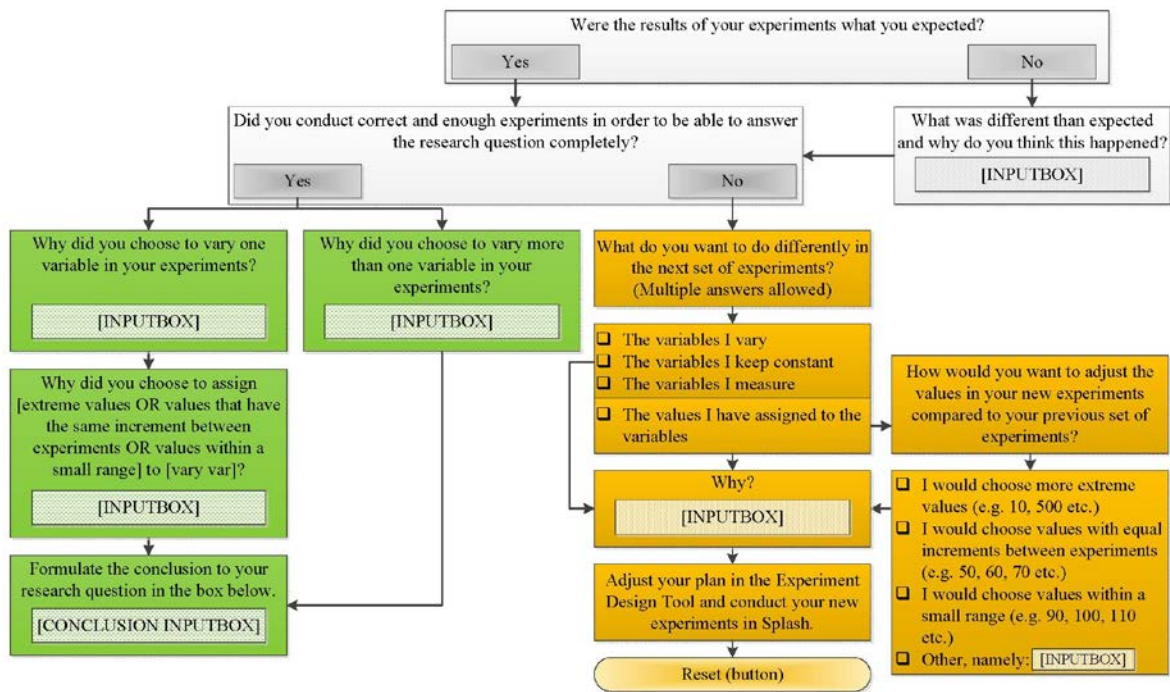 Were the results of your experiments what you expected?
Yes
No
Did you conduct correct and enough experiments in order to be able to answer
the research question completely?
Yes
No
What was different than expected
and why do you think this happened?
[INPUTBOX]
Why did you choose to vary one
variable in your experiments?
[INPUTBOX]
Why did you choose to vary more
than one variable in your
experiments?
[INPUTBOX]
What do you want to do differently in
the next set of experiments?
(Multiple answers allowed)
The variables I vary
The variables I keep constant
The variables I measure
The values I have assigned to the
variables
How would you want to adjust the
values in your new experiments
compared to your previous set of
experiments?
Why did you choose to assign
[extreme values OR values that have
the same increment between
experiments OR values within a
small range] to [vary var]?
[INPUTBOX]
Why?
[INPUTBOX]
I would choose more extreme
values (e.g. 10, 500 etc.)
I would choose values with equal
increments between experiments
(e.g. 50, 60, 70 etc.)
I would choose values within a
small range (e.g. 90, 100, 110
etc.)
Other, namely: [INPUTBOX]
Formulate the conclusion to your
research question in the box below.
[CONCLUSION INPUTBOX]
Adjust your plan in the Experiment
Design Tool and conduct your new
experiments in Splash.
Reset (button)